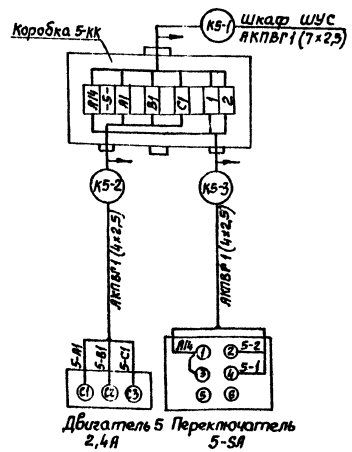 К5-1 Шкаф ШУС
АКПВГ1 (7×2,5)
Коробка 5-КК
А14 -5- А1 В1 С1 1 2
К5-2 К5-3
АКПВГ1 (4×2,5) АКПВГ1 (4×2,5)
5-А1 5-В1 5-С1
С1 С2 С3
А14 1 2 5-2
3 4 5-1
5 6
Двигатель 5 Переключатель
2,4А 5-SA